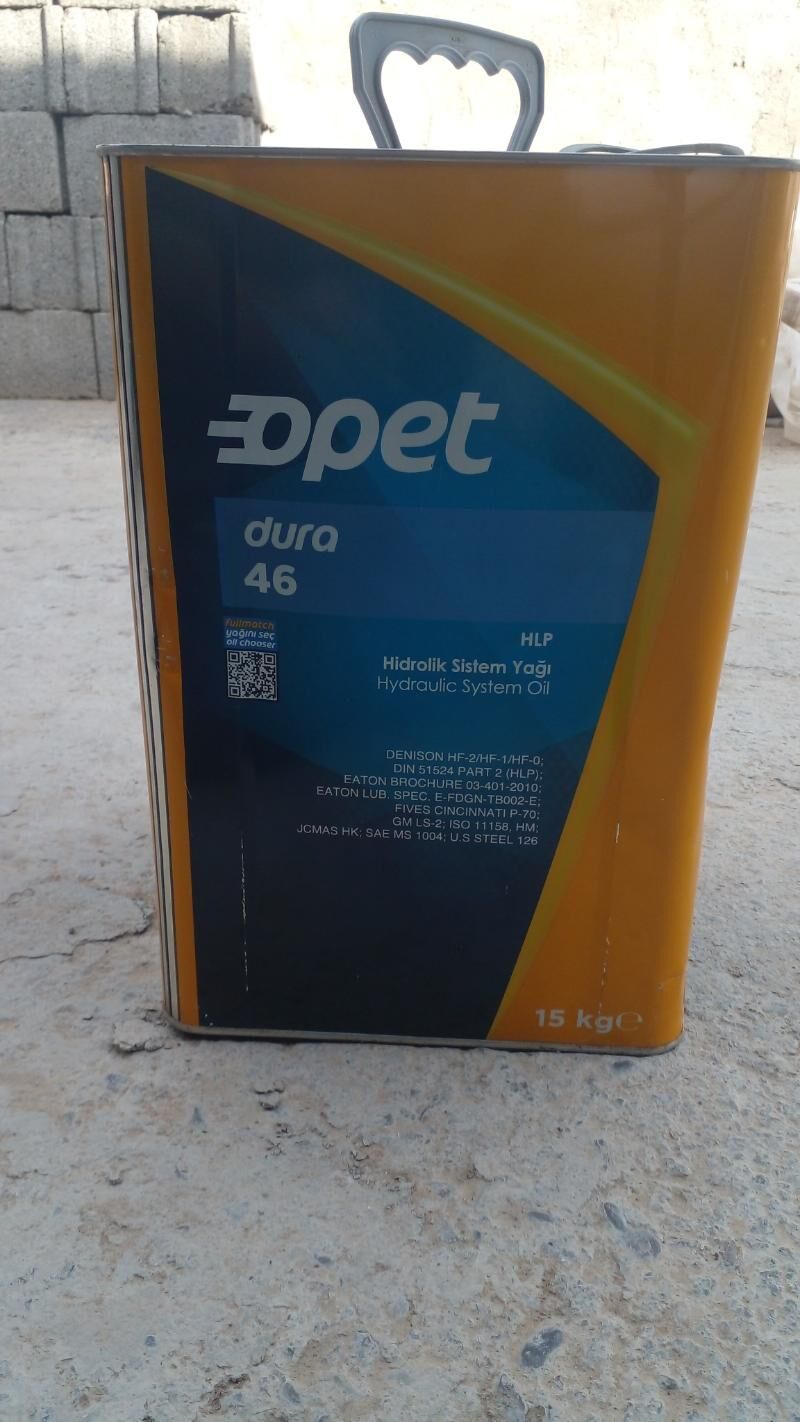 opet
dura
46
fullmatch
yağını seç
oil chooser
HLP
Hidrolik Sistem Yağı
Hydraulic System Oil
DENISON HF-2/HF-1/HF-0;
DIN 51524 PART 2 (HLP);
EATON BROCHURE 03-401-2010;
EATON LUB. SPEC. E-FDGN-TB002-E;
FIVES CINCINNATI P-70;
GM LS-2; ISO 11158, HM;
JCMAS HK; SAE MS 1004; U.S STEEL 126
15 kg℮